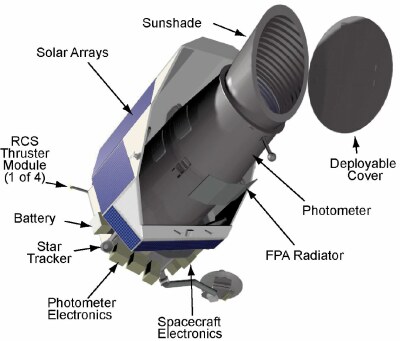 Sunshade
Solar Arrays
RCS
Thruster
Module
(1 of 4)
Deployable
Cover
Photometer
Battery
Star
Tracker
FPA Radiator
Photometer
Electronics
Spacecraft
Electronics